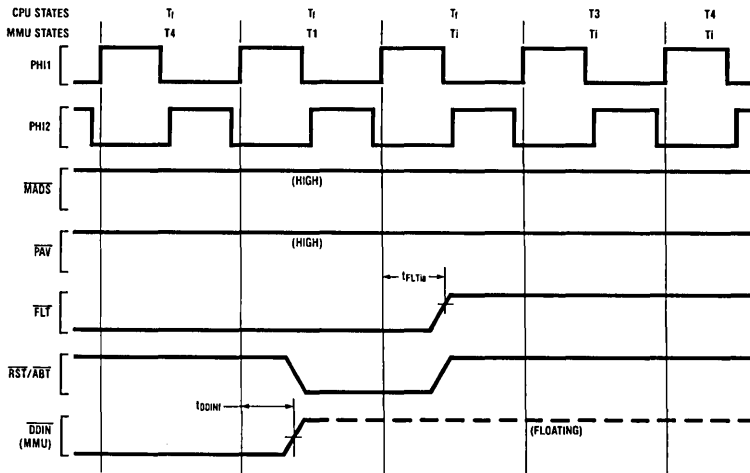 CPU STATES Tf Tf Tf T3 T4
MMU STATES T4 T1 Ti Ti Ti
PHI1
PHI2
MADS (HIGH)
PAV (HIGH)
tFLTia
FLT
RST/ABT
tDDINf
DDIN
(MMU) (FLOATING)